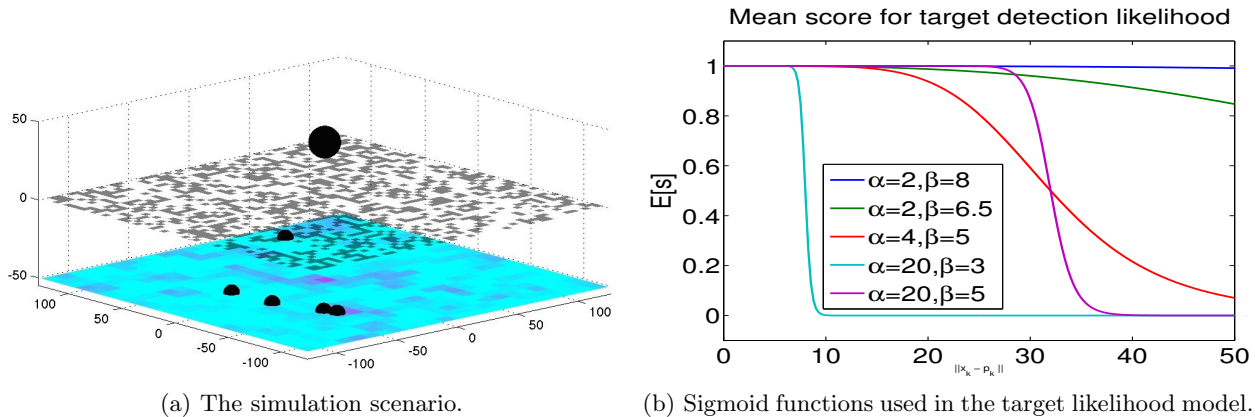 50
0
-50
100
50
0
-50
-100
-100
-50
0
50
100
(a) The simulation scenario.
Mean score for target detection likelihood
E[s]
1
0.8
0.6
0.4
0.2
0
α=2,β=8
α=2,β=6.5
α=4,β=5
α=20,β=3
α=20,β=5
0 10 20 30 40 50
||x_k - p_k||
(b) Sigmoid functions used in the target likelihood model.